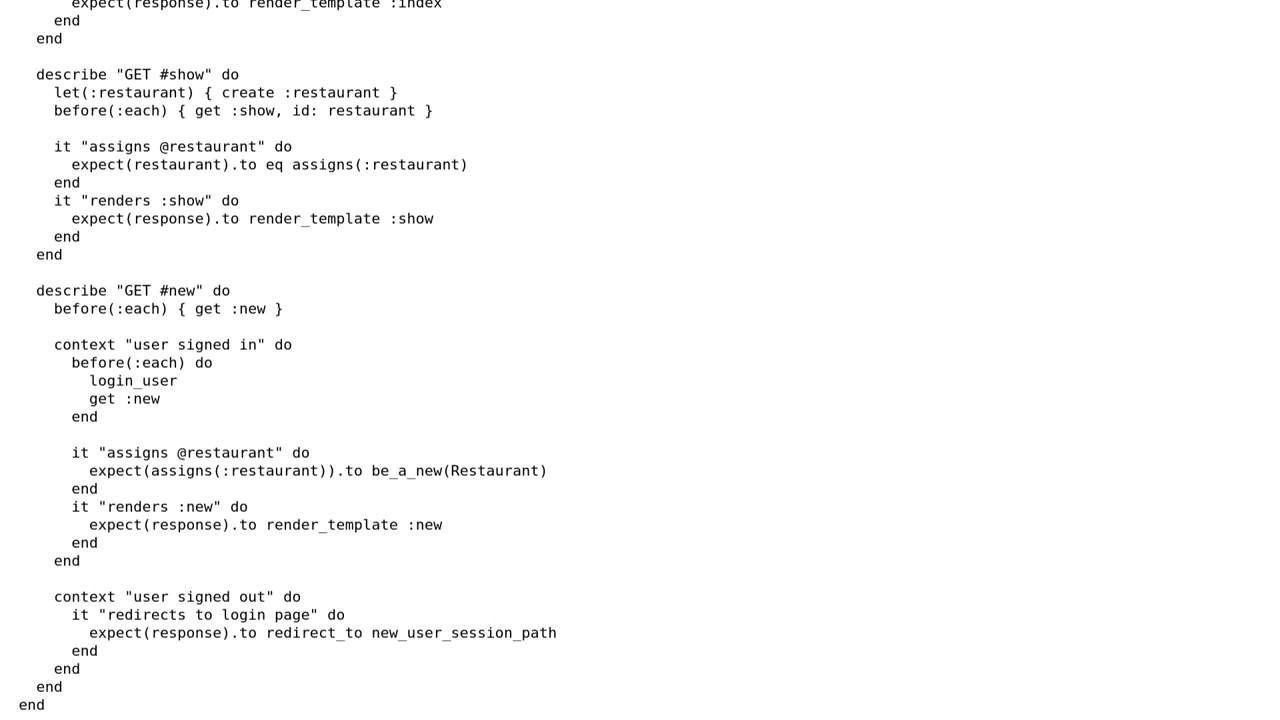 expect(response).to render_template :index
    end
  end

  describe "GET #show" do
    let(:restaurant) { create :restaurant }
    before(:each) { get :show, id: restaurant }

    it "assigns @restaurant" do
      expect(restaurant).to eq assigns(:restaurant)
    end
    it "renders :show" do
      expect(response).to render_template :show
    end
  end

  describe "GET #new" do
    before(:each) { get :new }

    context "user signed in" do
      before(:each) do
        login_user
        get :new
      end

      it "assigns @restaurant" do
        expect(assigns(:restaurant)).to be_a_new(Restaurant)
      end
      it "renders :new" do
        expect(response).to render_template :new
      end
    end

    context "user signed out" do
      it "redirects to login page" do
        expect(response).to redirect_to new_user_session_path
      end
    end
  end
end